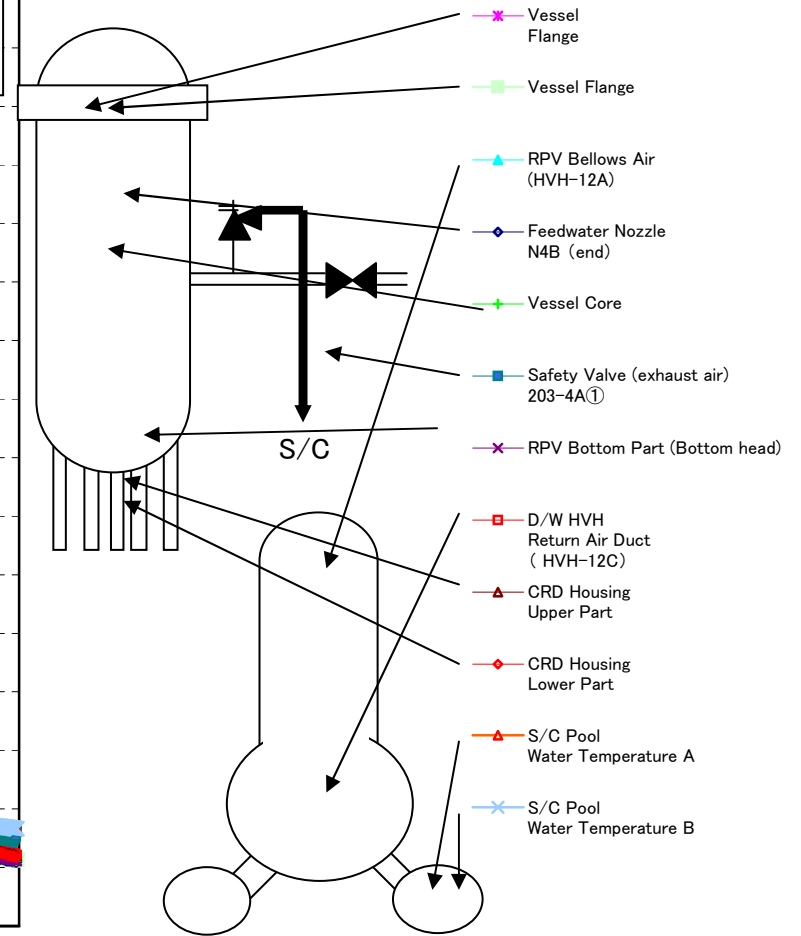 Vessel
Flange
Vessel Flange
RPV Bellows Air
(HVH-12A)
Feedwater Nozzle
N4B (end)
Vessel Core
Safety Valve (exhaust air)
203-4A①
S/C
RPV Bottom Part (Bottom head)
D/W HVH
Return Air Duct
( HVH-12C)
CRD Housing
Upper Part
CRD Housing
Lower Part
S/C Pool
Water Temperature A
S/C Pool
Water Temperature B